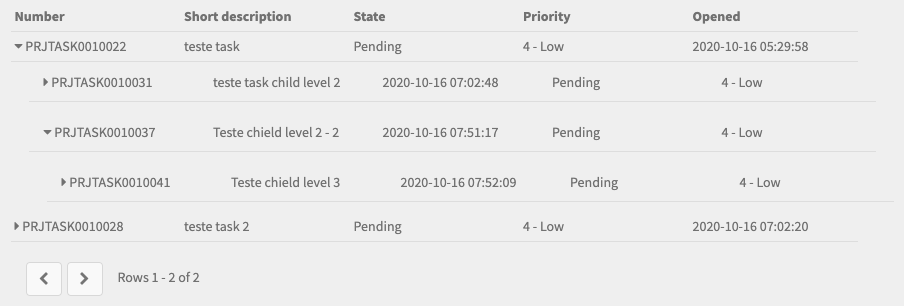 Number Short description State Priority Opened
PRJTASK0010022 teste task Pending 4 - Low 2020-10-16 05:29:58
PRJTASK0010031 teste task child level 2 2020-10-16 07:02:48 Pending 4 - Low
PRJTASK0010037 Teste chield level 2 - 2 2020-10-16 07:51:17 Pending 4 - Low
PRJTASK0010041 Teste chield level 3 2020-10-16 07:52:09 Pending 4 - Low
PRJTASK0010028 teste task 2 Pending 4 - Low 2020-10-16 07:02:20
Rows 1 - 2 of 2